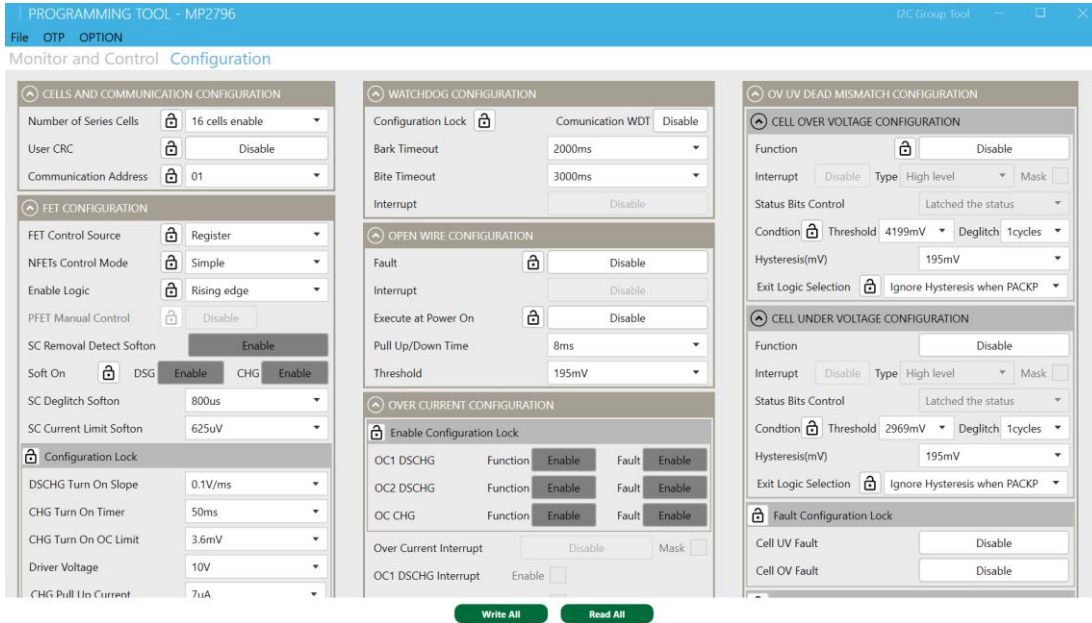 PROGRAMMING TOOL - MP2796
I2C Group Tool
File OTP OPTION
Monitor and Control Configuration
CELLS AND COMMUNICATION CONFIGURATION
Number of Series Cells 16 cells enable
User CRC Disable
Communication Address 01
FET CONFIGURATION
FET Control Source Register
NFETs Control Mode Simple
Enable Logic Rising edge
PFET Manual Control Disable
SC Removal Detect Softon Enable
Soft On DSG Enable CHG Enable
SC Deglitch Softon 800us
SC Current Limit Softon 625uV
Configuration Lock
DSCHG Turn On Slope 0.1V/ms
CHG Turn On Timer 50ms
CHG Turn On OC Limit 3.6mV
Driver Voltage 10V
CHG Pull Up Current 7uA
WATCHDOG CONFIGURATION
Configuration Lock Comunication WDT Disable
Bark Timeout 2000ms
Bite Timeout 3000ms
Interrupt Disable
OPEN WIRE CONFIGURATION
Fault Disable
Interrupt Disable
Execute at Power On Disable
Pull Up/Down Time 8ms
Threshold 195mV
OVER CURRENT CONFIGURATION
Enable Configuration Lock
OC1 DSCHG Function Enable Fault Enable
OC2 DSCHG Function Enable Fault Enable
OC CHG Function Enable Fault Enable
Over Current Interrupt Disable Mask
OC1 DSCHG Interrupt Enable
OV UV DEAD MISMATCH CONFIGURATION
CELL OVER VOLTAGE CONFIGURATION
Function Disable
Interrupt Disable Type High level Mask
Status Bits Control Latched the status
Condtion Threshold 4199mV Deglitch 1cycles
Hysteresis(mV) 195mV
Exit Logic Selection Ignore Hysteresis when PACKP
CELL UNDER VOLTAGE CONFIGURATION
Function Disable
Interrupt Disable Type High level Mask
Status Bits Control Latched the status
Condtion Threshold 2969mV Deglitch 1cycles
Hysteresis(mV) 195mV
Exit Logic Selection Ignore Hysteresis when PACKP
Fault Configuration Lock
Cell UV Fault Disable
Cell OV Fault Disable
Write All Read All